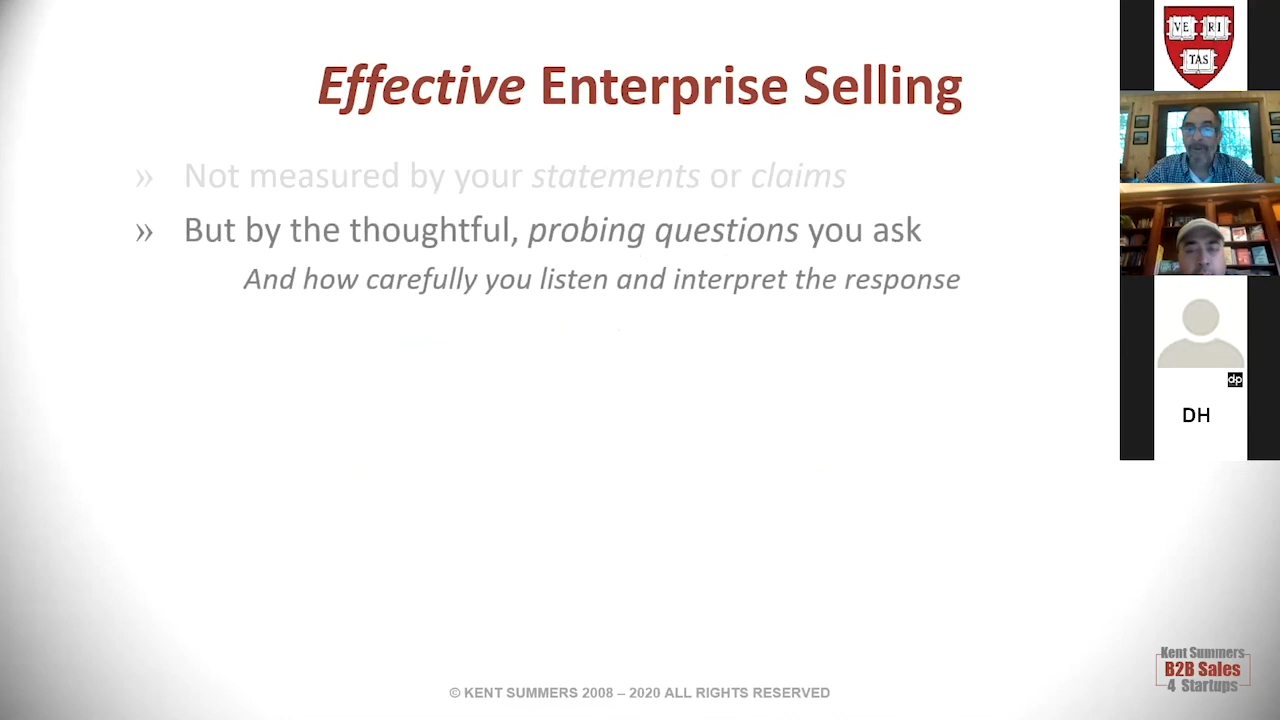 Effective Enterprise Selling
» Not measured by your statements or claims
» But by the thoughtful, probing questions you ask
And how carefully you listen and interpret the response
© KENT SUMMERS 2008 – 2020 ALL RIGHTS RESERVED
VE RI
TAS
dp
DH
Kent Summers
B2B Sales
4 Startups